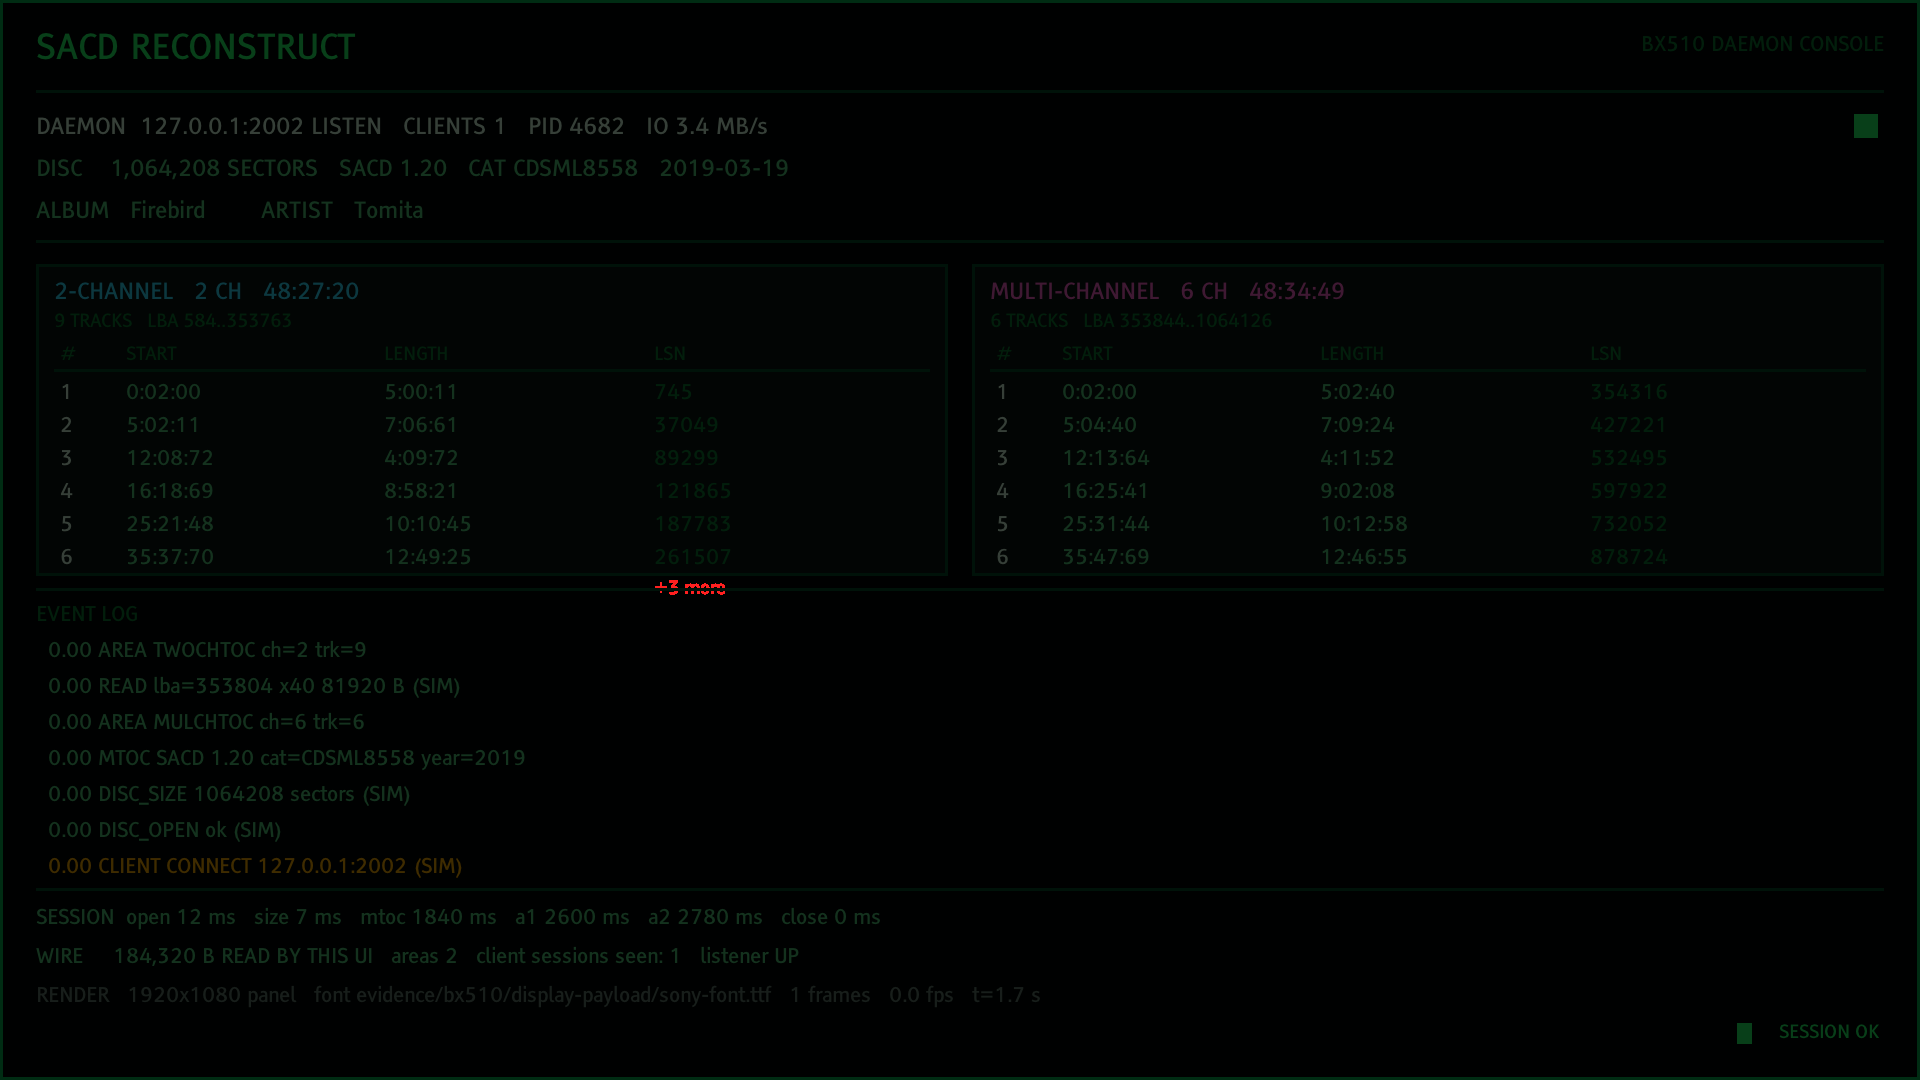 SACD RECONSTRUCT
BX510 DAEMON CONSOLE
DAEMON 127.0.0.1:2002 LISTEN CLIENTS 1 PID 4682 IO 3.4 MB/s
DISC 1,064,208 SECTORS SACD 1.20 CAT CDSML8558 2019-03-19
ALBUM Firebird ARTIST Tomita
2-CHANNEL 2 CH 48:27:20
9 TRACKS LBA 584..353763
# START LENGTH LSN
1 0:02:00 5:00:11 745
2 5:02:11 7:06:61 37049
3 12:08:72 4:09:72 89299
4 16:18:69 8:58:21 121865
5 25:21:48 10:10:45 187783
6 35:37:70 12:49:25 261507
+3 more
MULTI-CHANNEL 6 CH 48:34:49
6 TRACKS LBA 353844..1064126
# START LENGTH LSN
1 0:02:00 5:02:40 354316
2 5:04:40 7:09:24 427221
3 12:13:64 4:11:52 532495
4 16:25:41 9:02:08 597922
5 25:31:44 10:12:58 732052
6 35:47:69 12:46:55 878724
EVENT LOG
0.00 AREA TWOCHTOC ch=2 trk=9
0.00 READ lba=353804 x40 81920 B (SIM)
0.00 AREA MULCHTOC ch=6 trk=6
0.00 MTOC SACD 1.20 cat=CDSML8558 year=2019
0.00 DISC_SIZE 1064208 sectors (SIM)
0.00 DISC_OPEN ok (SIM)
0.00 CLIENT CONNECT 127.0.0.1:2002 (SIM)
SESSION open 12 ms size 7 ms mtoc 1840 ms a1 2600 ms a2 2780 ms close 0 ms
WIRE 184,320 B READ BY THIS UI areas 2 client sessions seen: 1 listener UP
RENDER 1920x1080 panel font evidence/bx510/display-payload/sony-font.ttf 1 frames 0.0 fps t=1.7 s
SESSION OK